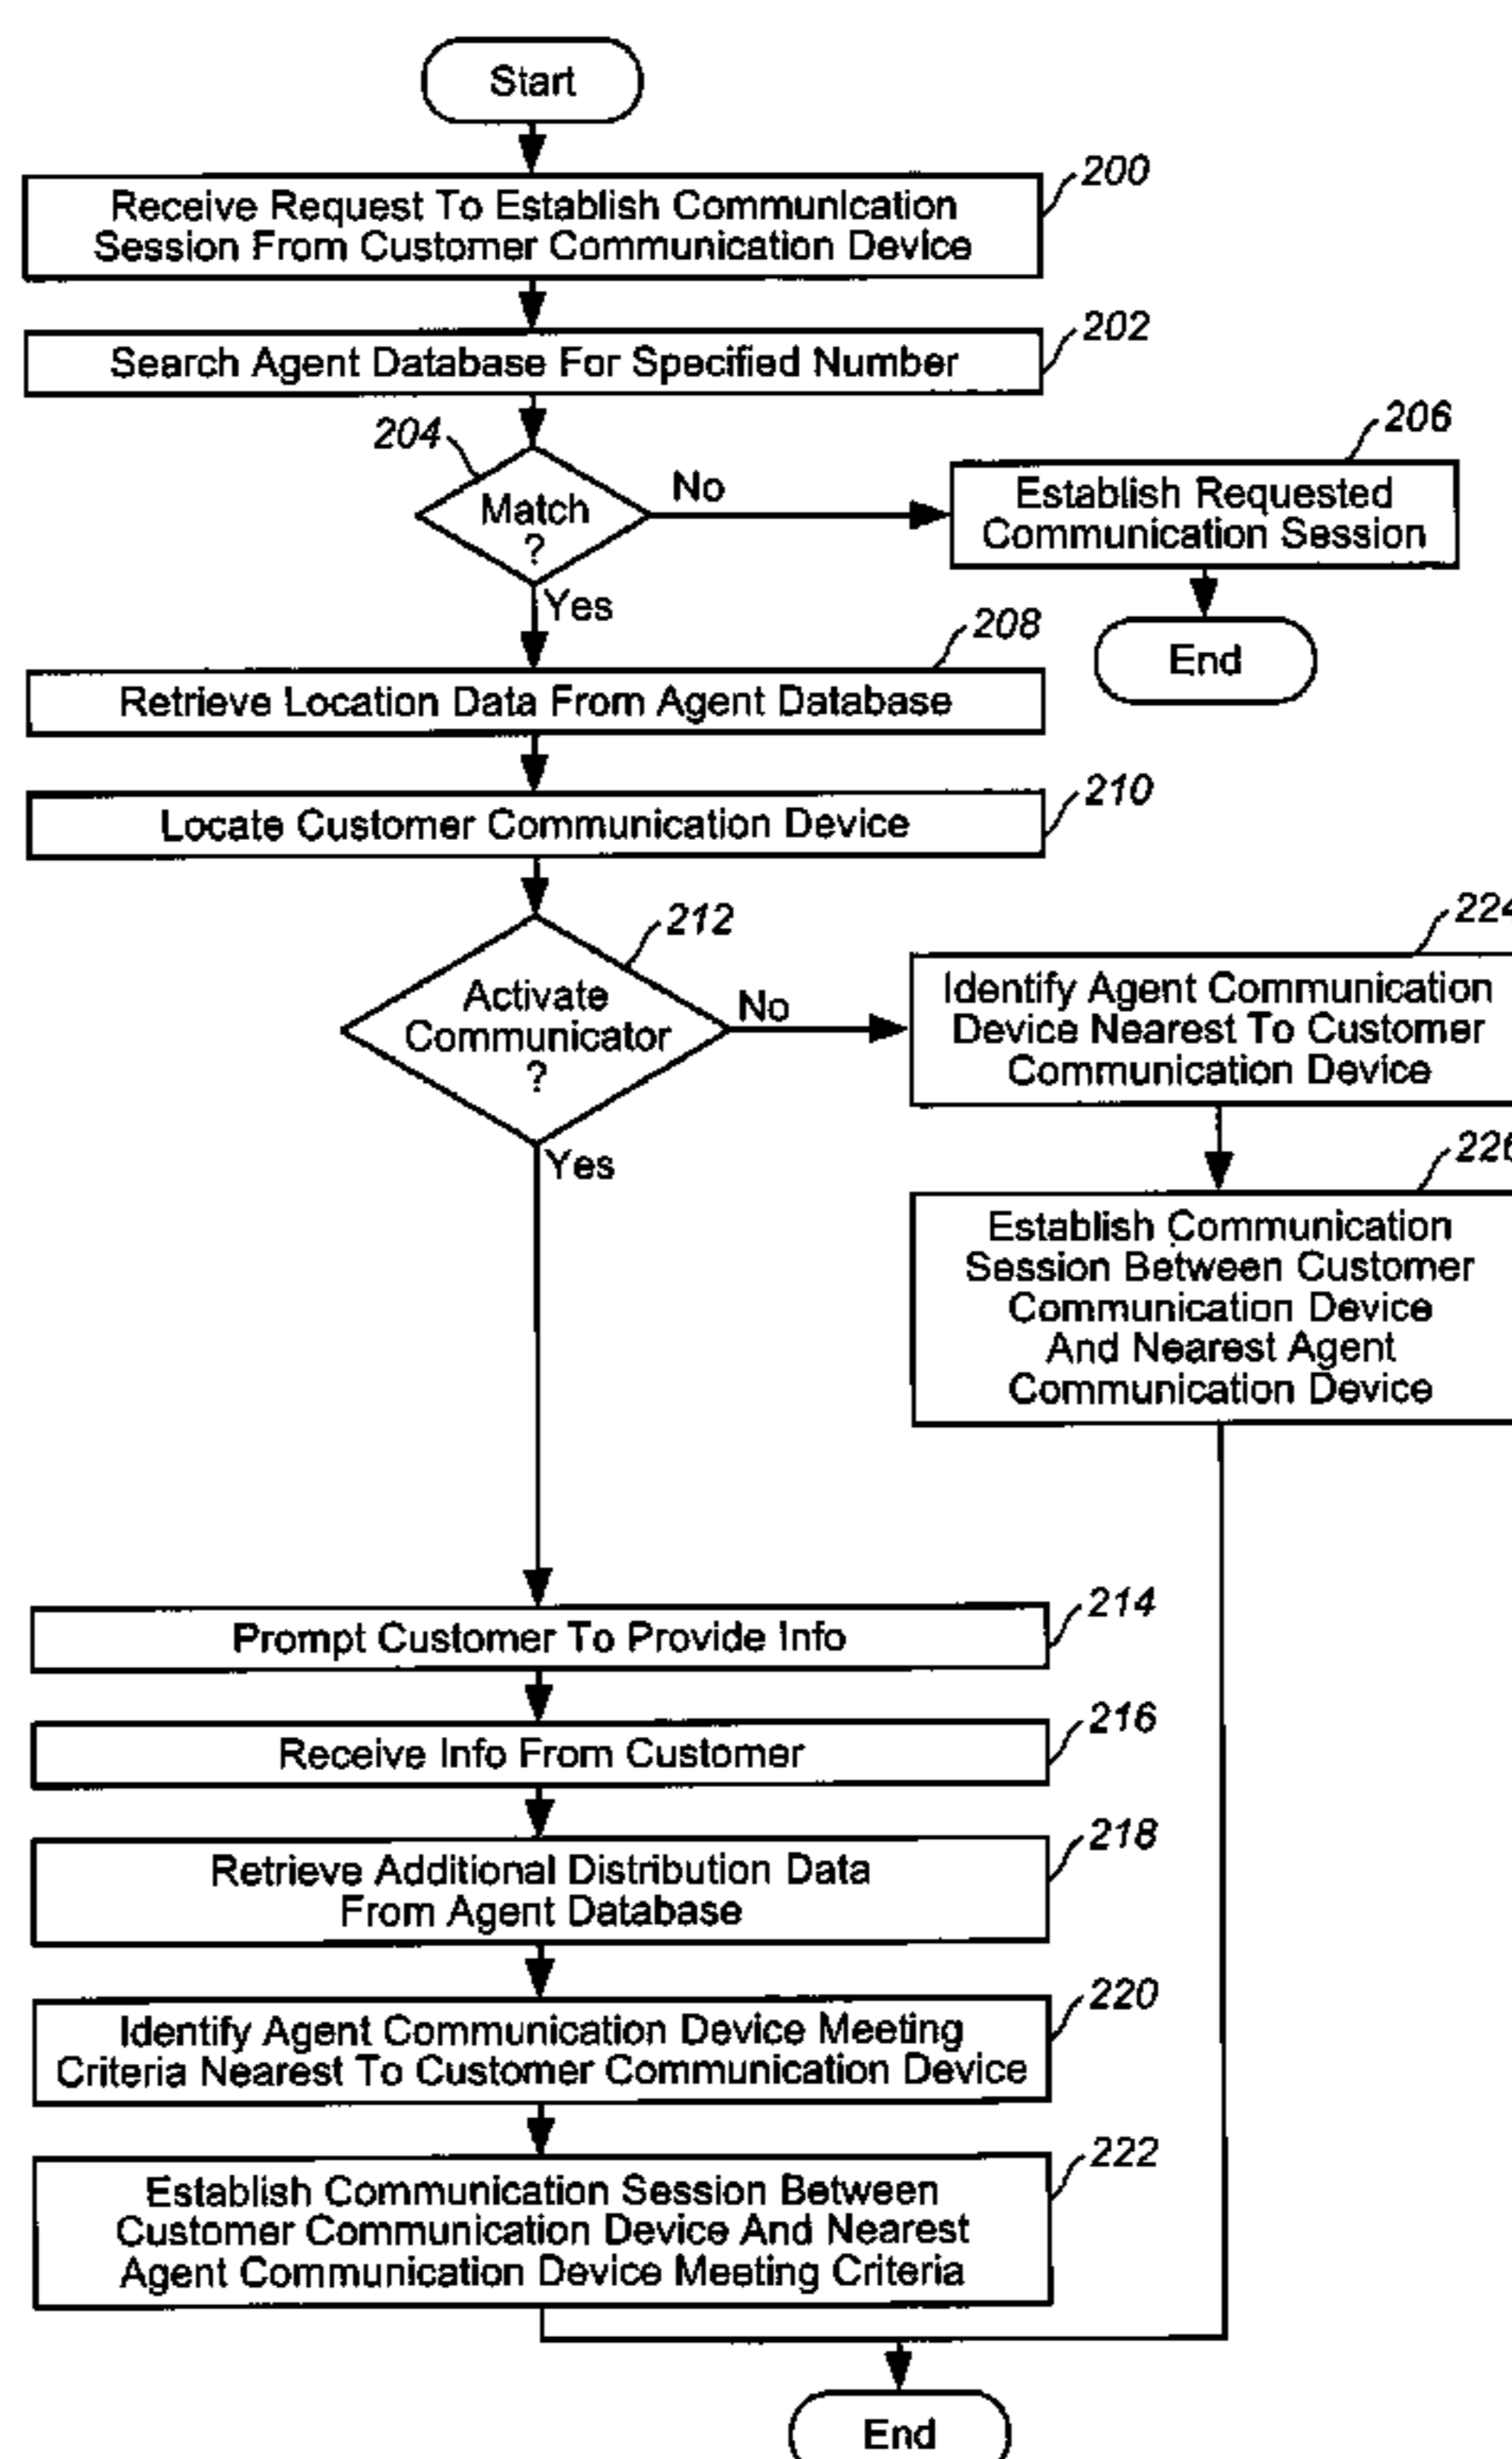 Start
200
Receive Request To Establish Communication
Session From Customer Communication Device
202
Search Agent Database For Specified Number
204
Match
?
No
206
Establish Requested
Communication Session
End
Yes
208
Retrieve Location Data From Agent Database
210
Locate Customer Communication Device
212
Activate
Communicator
?
No
224
Identify Agent Communication
Device Nearest To Customer
Communication Device
226
Establish Communication
Session Between Customer
Communication Device
And Nearest Agent
Communication Device
Yes
214
Prompt Customer To Provide Info
216
Receive Info From Customer
218
Retrieve Additional Distribution Data
From Agent Database
220
Identify Agent Communication Device Meeting
Criteria Nearest To Customer Communication Device
222
Establish Communication Session Between
Customer Communication Device And Nearest
Agent Communication Device Meeting Criteria
End